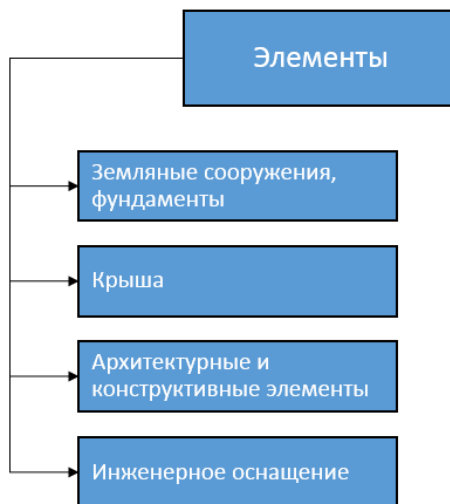 Элементы
Земляные сооружения,
фундаменты
Крыша
Архитектурные и
конструктивные элементы
Инженерное оснащение